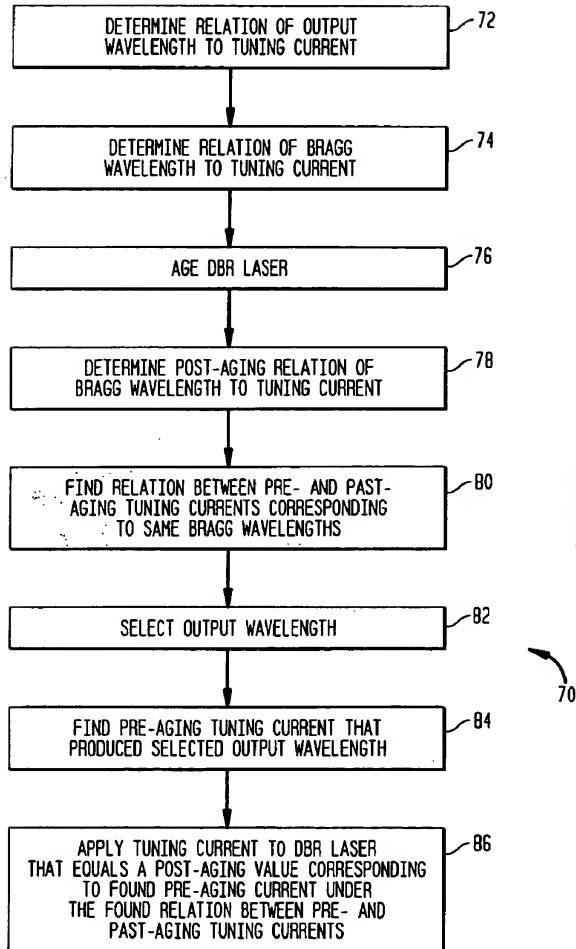 DETERMINE RELATION OF OUTPUT
WAVELENGTH TO TUNING CURRENT
72
DETERMINE RELATION OF BRAGG
WAVELENGTH TO TUNING CURRENT
74
AGE DBR LASER
76
DETERMINE POST-AGING RELATION OF
BRAGG WAVELENGTH TO TUNING CURRENT
78
FIND RELATION BETWEEN PRE- AND PAST-
AGING TUNING CURRENTS CORRESPONDING
TO SAME BRAGG WAVELENGTHS
80
SELECT OUTPUT WAVELENGTH
82
70
FIND PRE-AGING TUNING CURRENT THAT
PRODUCED SELECTED OUTPUT WAVELENGTH
84
APPLY TUNING CURRENT TO DBR LASER
THAT EQUALS A POST-AGING VALUE CORRESPONDING
TO FOUND PRE-AGING CURRENT UNDER
THE FOUND RELATION BETWEEN PRE- AND
PAST-AGING TUNING CURRENTS
86